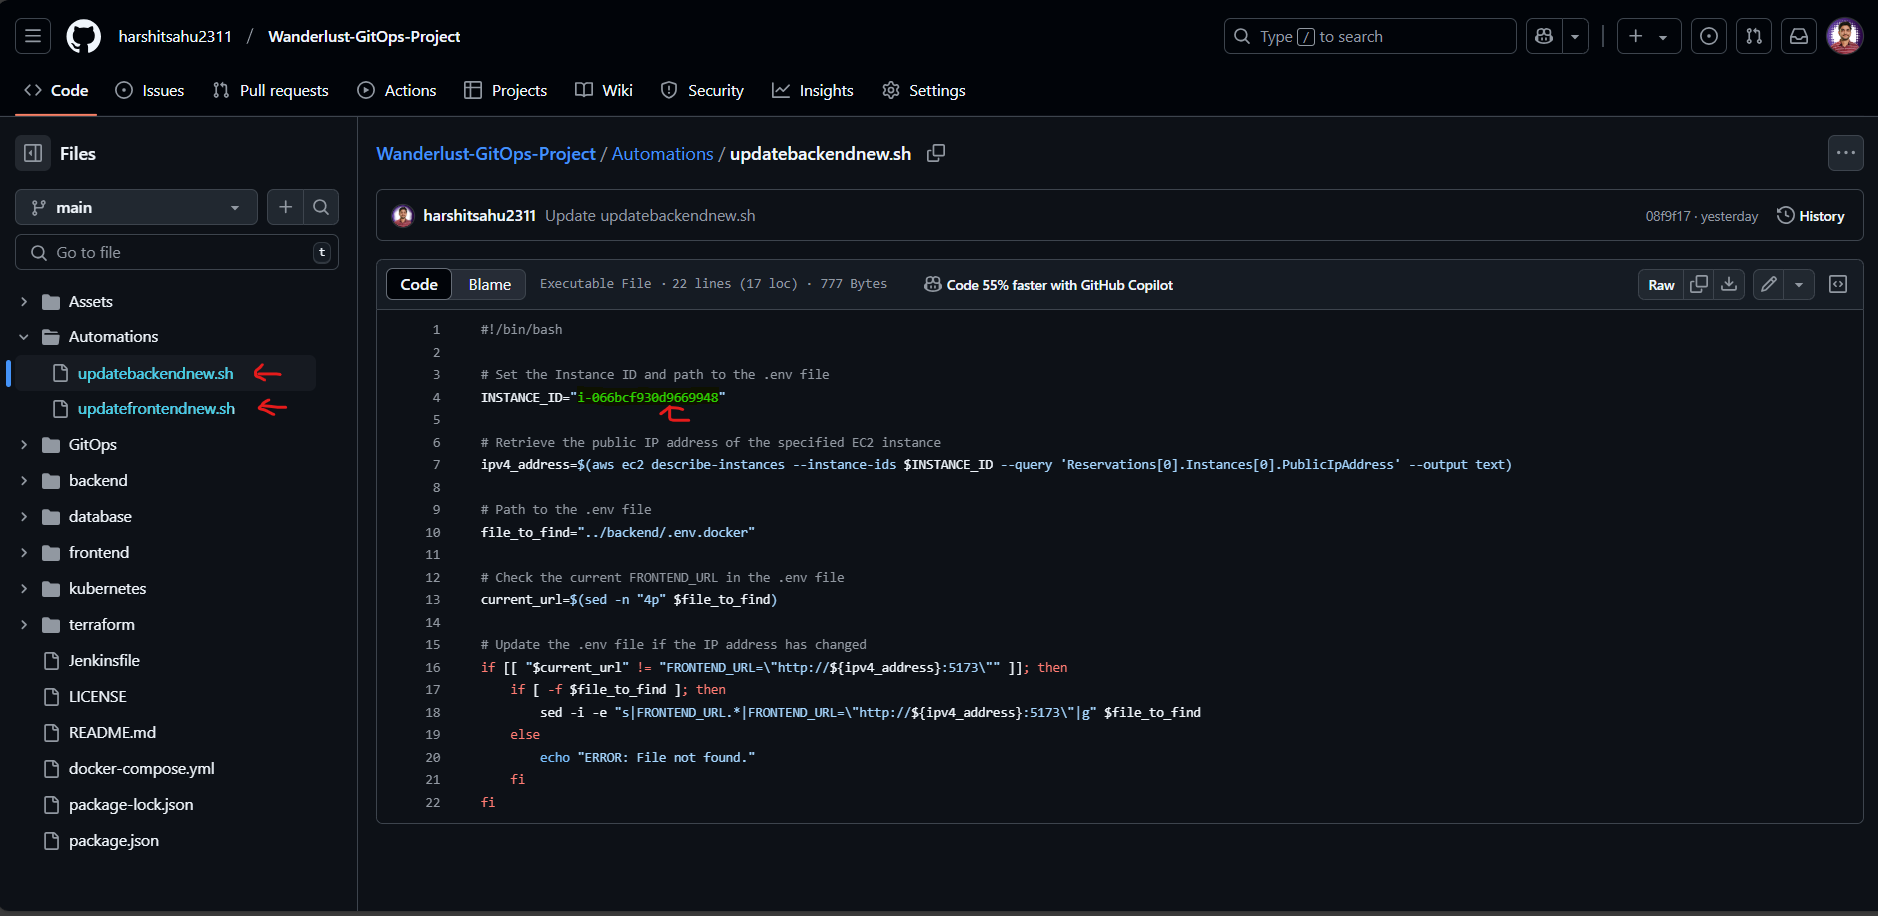 harshitsahu2311 / Wanderlust-GitOps-Project
Type / to search
Code Issues Pull requests Actions Projects Wiki Security Insights Settings
Files
main
Go to file t
Assets
Automations
updatebackendnew.sh
updatefrontendnew.sh
GitOps
backend
database
frontend
kubernetes
terraform
Jenkinsfile
LICENSE
README.md
docker-compose.yml
package-lock.json
package.json
Wanderlust-GitOps-Project / Automations / updatebackendnew.sh
harshitsahu2311 Update updatebackendnew.sh 08f9f17 · yesterday History
Code Blame Executable File · 22 lines (17 loc) · 777 Bytes Code 55% faster with GitHub Copilot Raw
1 #!/bin/bash
2
3 # Set the Instance ID and path to the .env file
4 INSTANCE_ID="i-066bcf930d9669948"
5
6 # Retrieve the public IP address of the specified EC2 instance
7 ipv4_address=$(aws ec2 describe-instances --instance-ids $INSTANCE_ID --query 'Reservations[0].Instances[0].PublicIpAddress' --output text)
8
9 # Path to the .env file
10 file_to_find="../backend/.env.docker"
11
12 # Check the current FRONTEND_URL in the .env file
13 current_url=$(sed -n "4p" $file_to_find)
14
15 # Update the .env file if the IP address has changed
16 if [[ "$current_url" != "FRONTEND_URL=\"http://${ipv4_address}:5173\"" ]]; then
17 if [ -f $file_to_find ]; then
18 sed -i -e "s|FRONTEND_URL.*|FRONTEND_URL=\"http://${ipv4_address}:5173\"|g" $file_to_find
19 else
20 echo "ERROR: File not found."
21 fi
22 fi